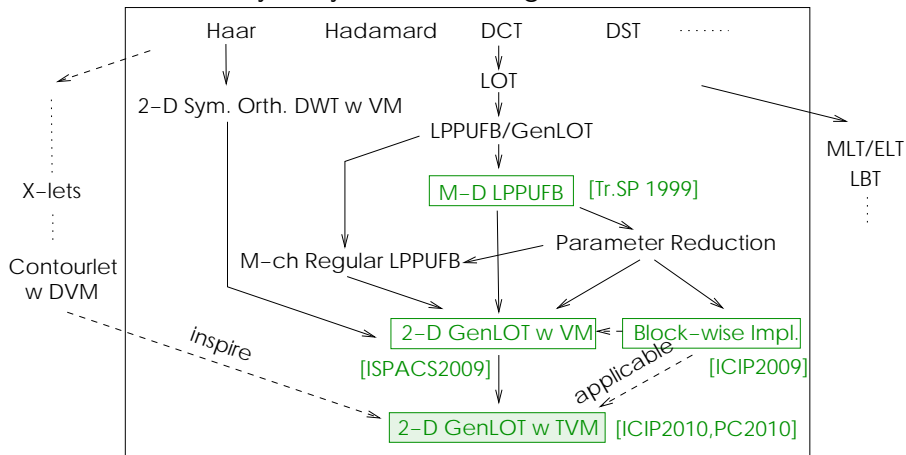 Haar Hadamard DCT DST ........
LOT
2-D Sym. Orth. DWT w VM
LPPUFB/GenLOT
MLT/ELT
LBT
X-lets
M-D LPPUFB [Tr.SP 1999]
Parameter Reduction
M-ch Regular LPPUFB
Contourlet
w DVM
inspire
2-D GenLOT w VM
Block-wise Impl.
[ISPACS2009]
applicable
[ICIP2009]
2-D GenLOT w TVM [ICIP2010,PC2010]